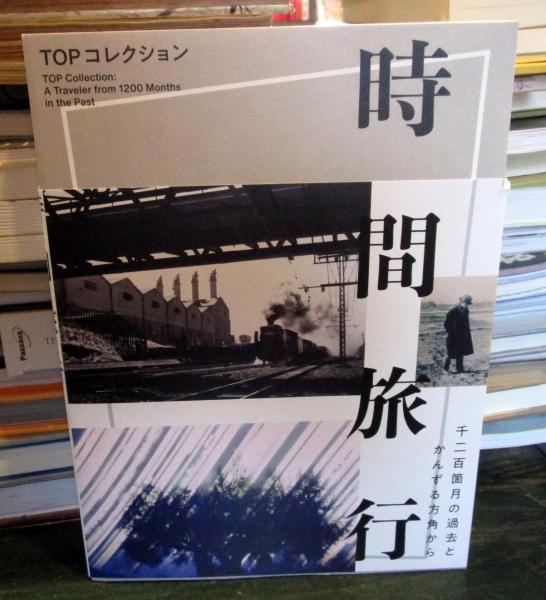 TOPコレクション
TOP Collection:
A Traveler from 1200 Months
in the Past
時間旅行
千二百箇月の過去と
かんずる方角から
Pazzazz
TH